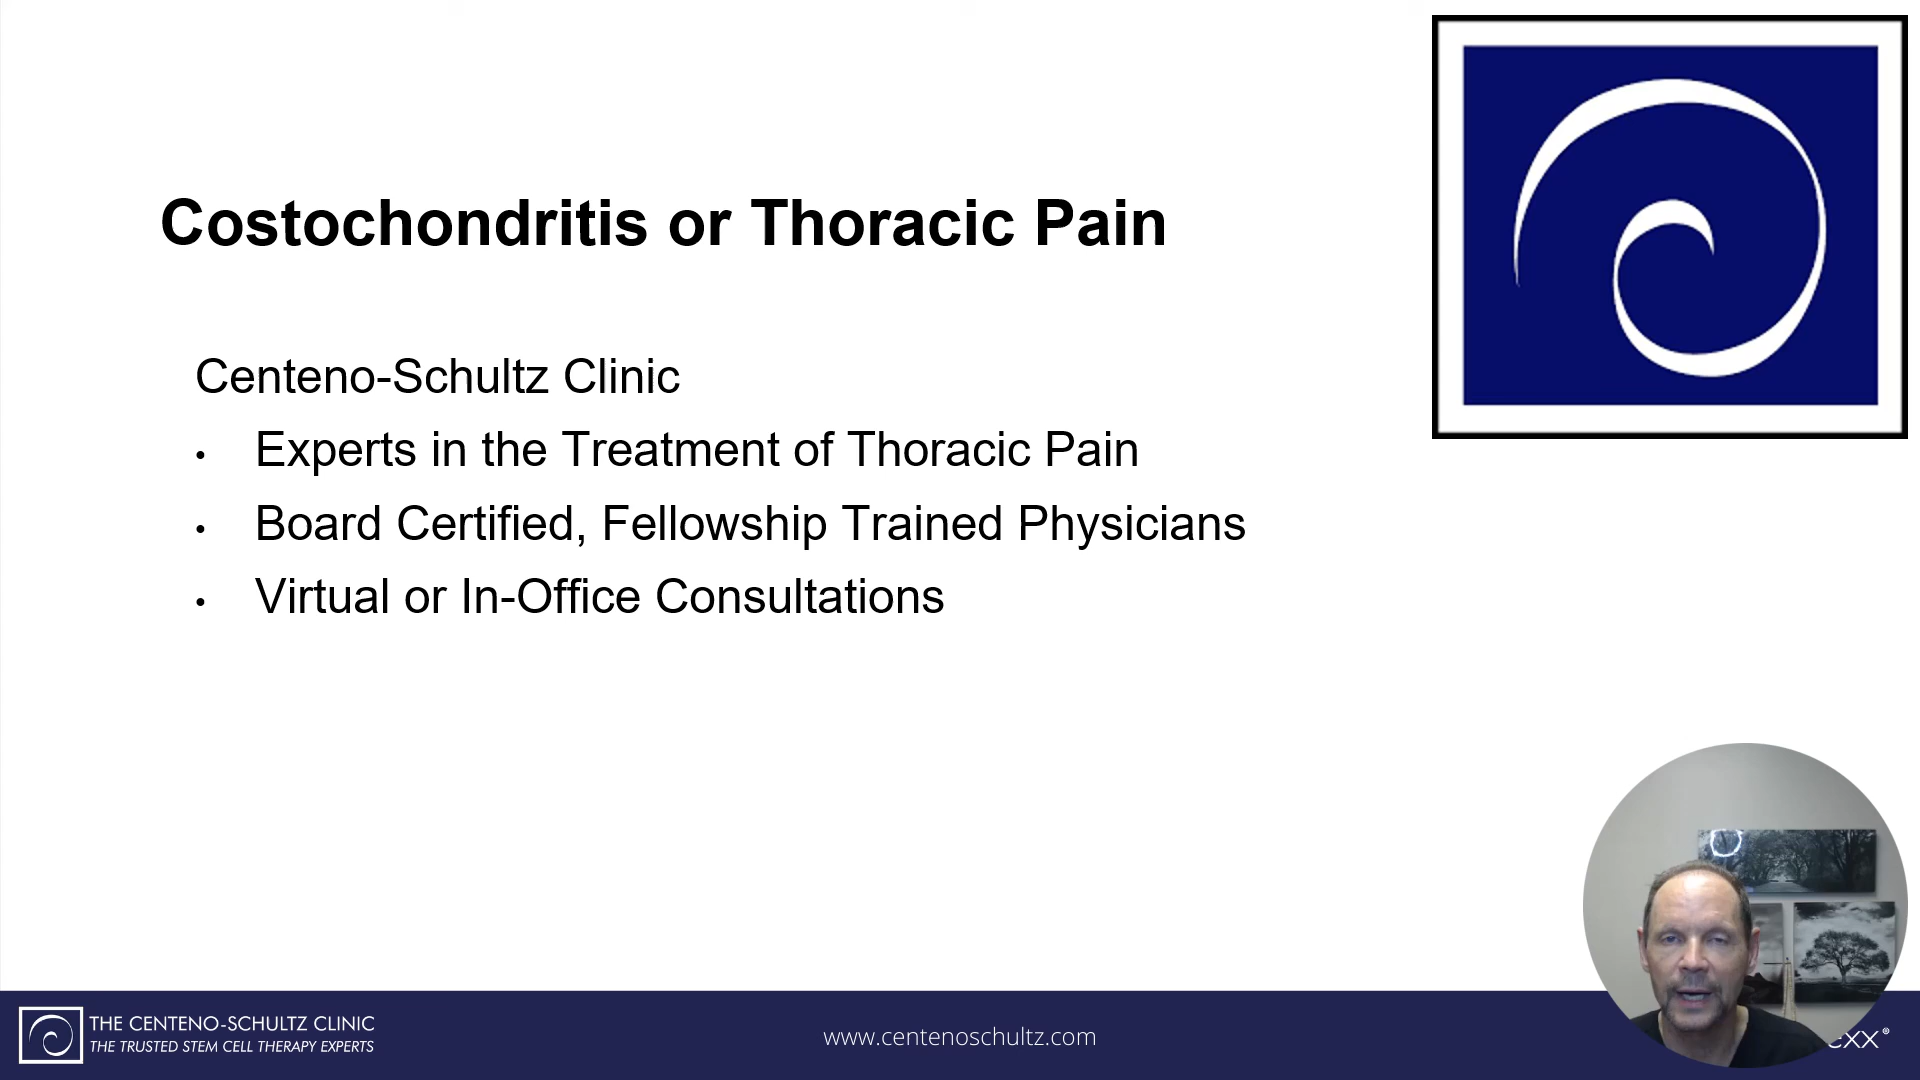 Costochondritis or Thoracic Pain
Centeno-Schultz Clinic
• Experts in the Treatment of Thoracic Pain
• Board Certified, Fellowship Trained Physicians
• Virtual or In-Office Consultations
THE CENTENO-SCHULTZ CLINIC
THE TRUSTED STEM CELL THERAPY EXPERTS
www.centenoschultz.com